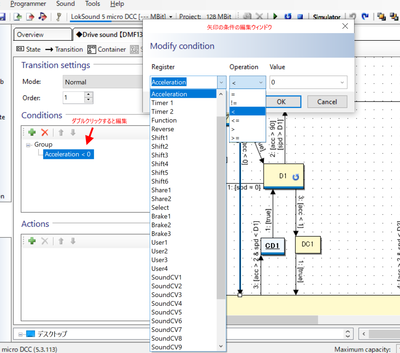 Programmer Sound Tools Help
LokSound 5 micro DCC [-- MBit]
Project: 128 MBit
Simulator
Overview
Drive sound [DMF13
State
Transition
Container
Transition settings
Mode:
Normal
Order:
1
Conditions
ダブルクリックすると編集
Group
Acceleration < 0
Actions
デスクトップ
micro DCC (5.3.113)
Maximum capacity:
矢印の条件の編集ウィンドウ
Modify condition
Register
Operation
Value
Acceleration
<
0
OK
Cancel
=
!=
<
<=
>
>=
Acceleration
Timer 1
Timer 2
Function
Reverse
Shift1
Shift2
Shift3
Shift4
Shift5
Shift6
Share1
Share2
Select
Brake1
Brake2
Brake3
User1
User2
User3
User4
SoundCV1
SoundCV2
SoundCV3
SoundCV4
SoundCV5
SoundCV6
SoundCV7
SoundCV8
SoundCV9
2: [acc > 90]
spd > D1]
1: [spd = 0]
D1
3: [acc < 1]
GD1
DC1
1: [true]
1: [true]
3: [acc > 2 & spd < D1]